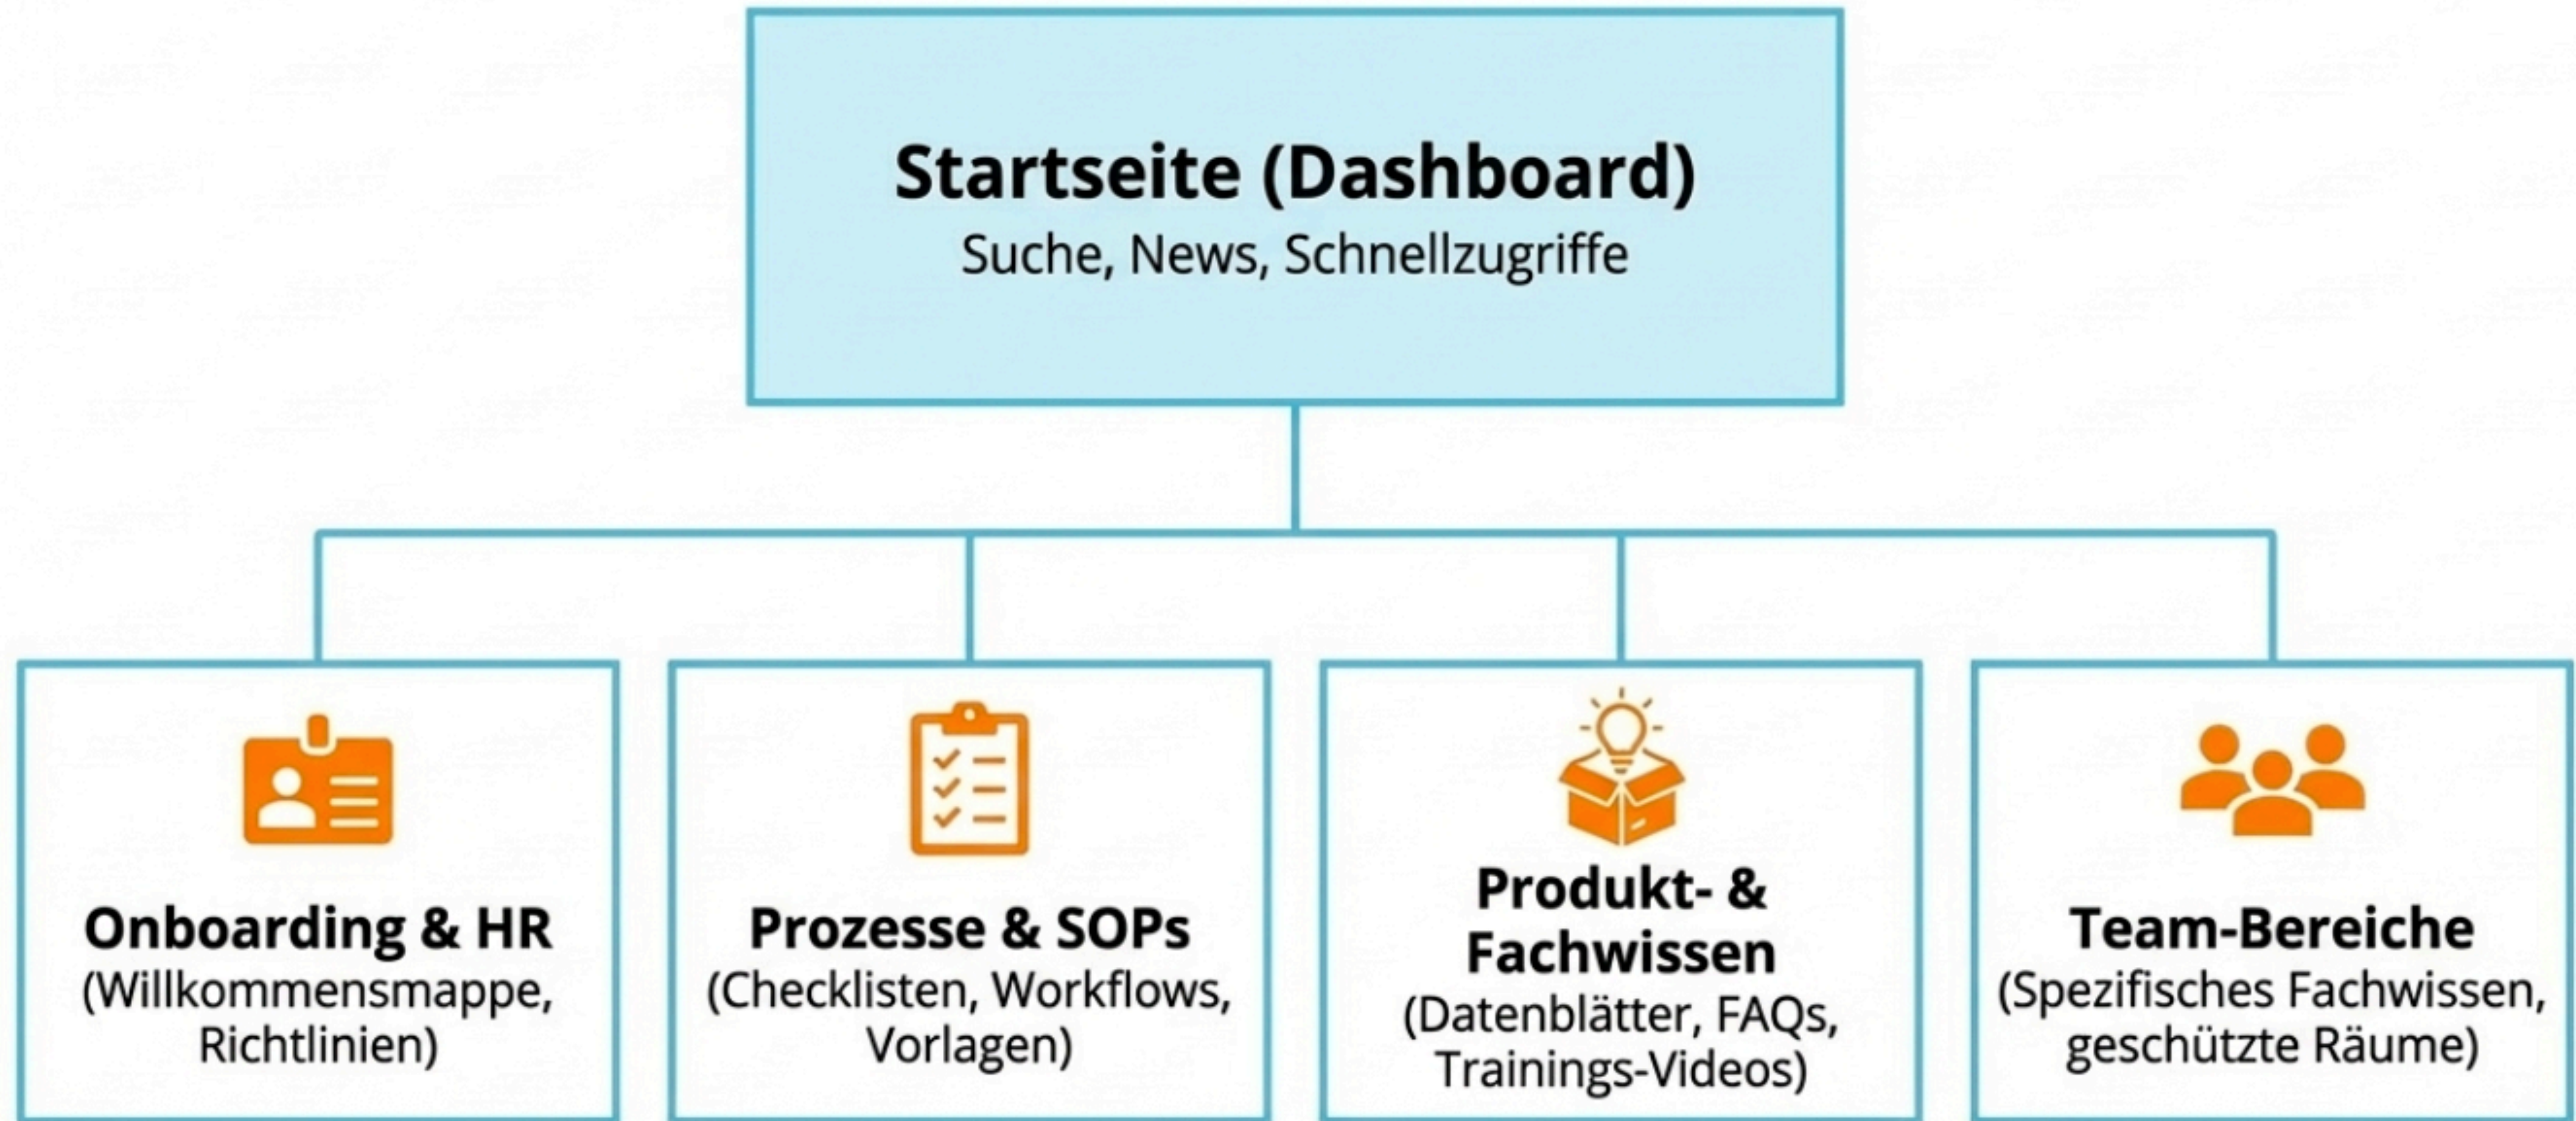 Startseite (Dashboard)
Suche, News, Schnellzugriffe
Onboarding & HR
(Willkommensmappe,
Richtlinien)
Prozesse & SOPs
(Checklisten, Workflows,
Vorlagen)
Produkt- &
Fachwissen
(Datenblätter, FAQs,
Trainings-Videos)
Team-Bereiche
(Spezifisches Fachwissen,
geschützte Räume)